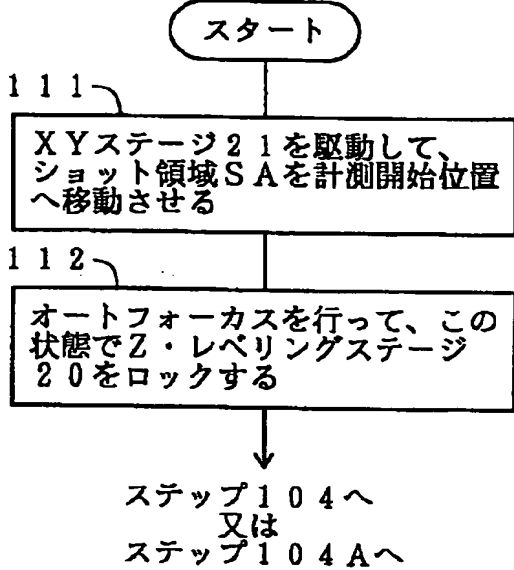 スタート
111
XYステージ21を駆動して、
ショット領域SAを計測開始位置
へ移動させる
112
オートフォーカスを行って、この
状態でZ・レベリングステージ
20をロックする
ステップ104へ
又は
ステップ104Aへ